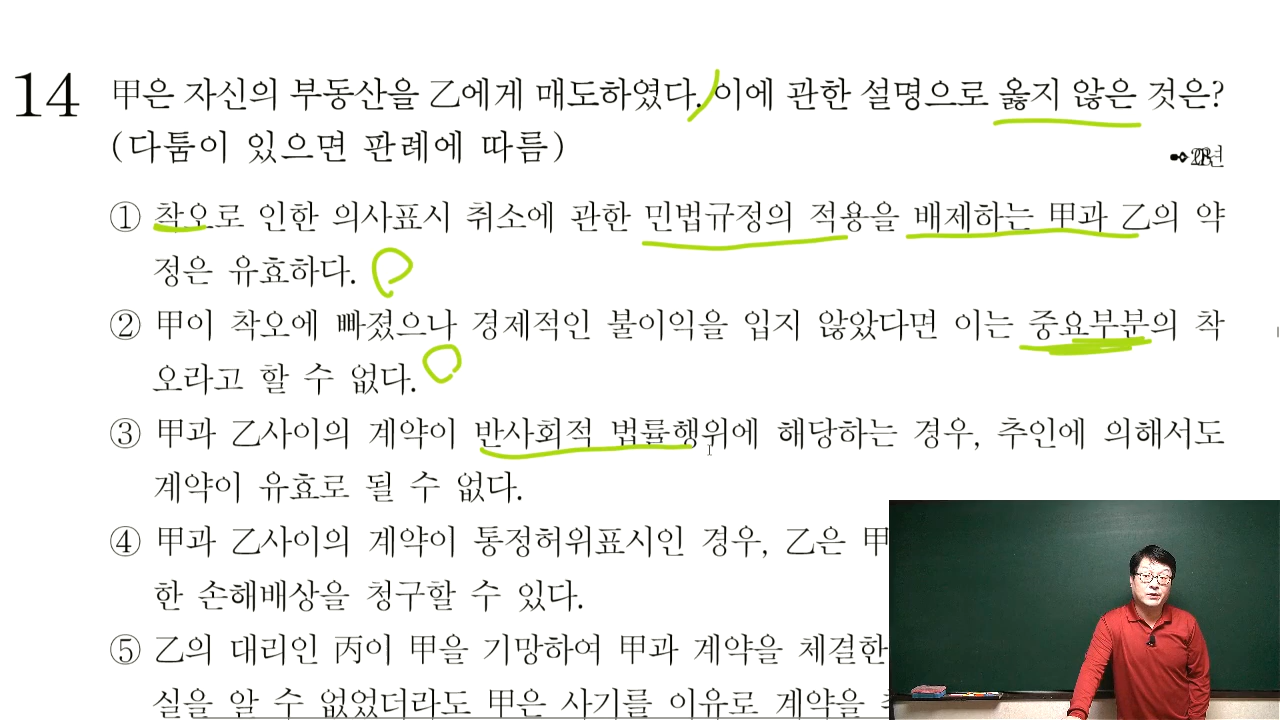 14 甲은 자신의 부동산을 乙에게 매도하였다. 이에 관한 설명으로 옳지 않은 것은?
(다툼이 있으면 판례에 따름)
① 착오로 인한 의사표시 취소에 관한 민법규정의 적용을 배제하는 甲과 乙의 약
정은 유효하다.
② 甲이 착오에 빠졌으나 경제적인 불이익을 입지 않았다면 이는 중요부분의 착
오라고 할 수 없다.
③ 甲과 乙사이의 계약이 반사회적 법률행위에 해당하는 경우, 추인에 의해서도
계약이 유효로 될 수 없다.
④ 甲과 乙사이의 계약이 통정허위표시인 경우, 乙은 甲
한 손해배상을 청구할 수 있다.
⑤ 乙의 대리인 丙이 甲을 기망하여 甲과 계약을 체결한
실을 알 수 없었더라도 甲은 사기를 이유로 계약을